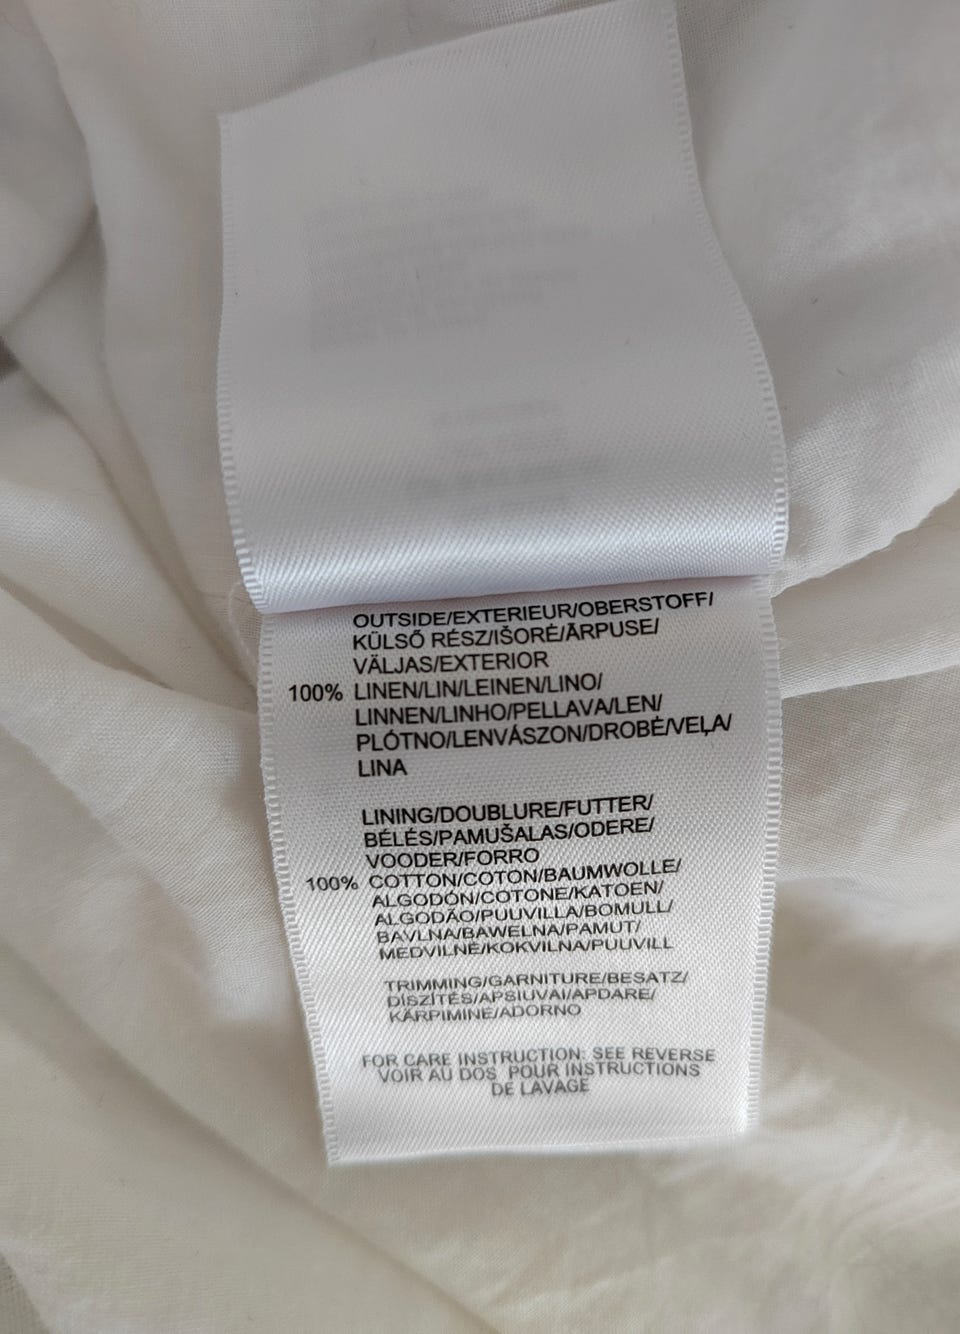 OUTSIDE/EXTERIEUR/OBERSTOFF/
KÜLSŐ RÉSZ/IŠORĖ/ĀRPUSE/
VÄLJAS/EXTERIOR
100% LINEN/LIN/LEINEN/LINO/
LINNEN/LINHO/PELLAVA/LEN/
PLÓTNO/LENVÁSZON/DROBĖ/VEĻA/
LINA
LINING/DOUBLURE/FUTTER/
BÉLÉS/PAMUŠALAS/ODERE/
VOODER/FORRO
100% COTTON/COTON/BAUMWOLLE/
ALGODÓN/COTONE/KATOEN/
ALGODÃO/PUUVILLA/BOMULL/
BAVLNA/BAWELNA/PAMUT/
MEDVILNĖ/KOKVILNA/PUUVILL
TRIMMING/GARNITURE/BESATZ/
DÍSZÍTÉS/APSIUVAI/APDARE/
KÄRPIMINE/ADORNO
FOR CARE INSTRUCTION: SEE REVERSE
VOIR AU DOS POUR INSTRUCTIONS
DE LAVAGE